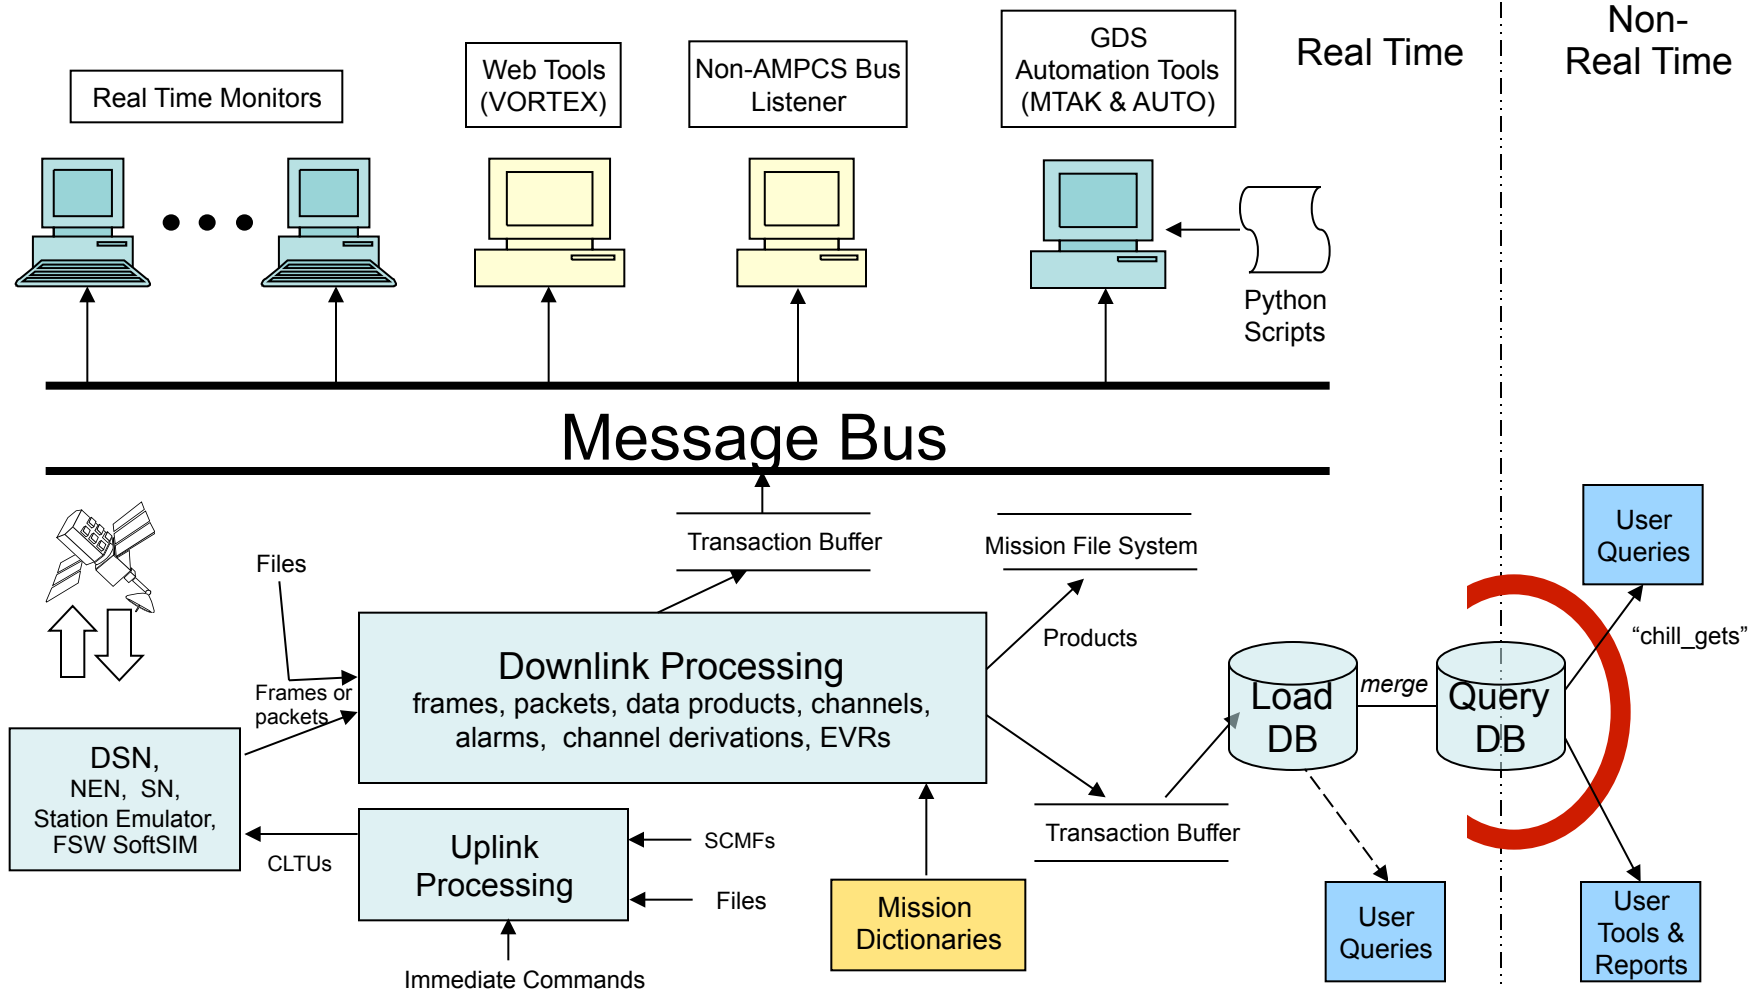 Real Time Monitors
Web Tools
(VORTEX)
Non-AMPCS Bus
Listener
GDS
Automation Tools
(MTAK & AUTO)
Real Time
Non-
Real Time
Python
Scripts
Message Bus
Transaction Buffer
Mission File System
User
Queries
Files
Products
“chill_gets”
Downlink Processing
frames, packets, data products, channels,
alarms, channel derivations, EVRs
Frames or
packets
Load
DB
merge
Query
DB
DSN,
NEN, SN,
Station Emulator,
FSW SoftSIM
CLTUs
Uplink
Processing
SCMFs
Files
Immediate Commands
Mission
Dictionaries
Transaction Buffer
User
Queries
User
Tools &
Reports